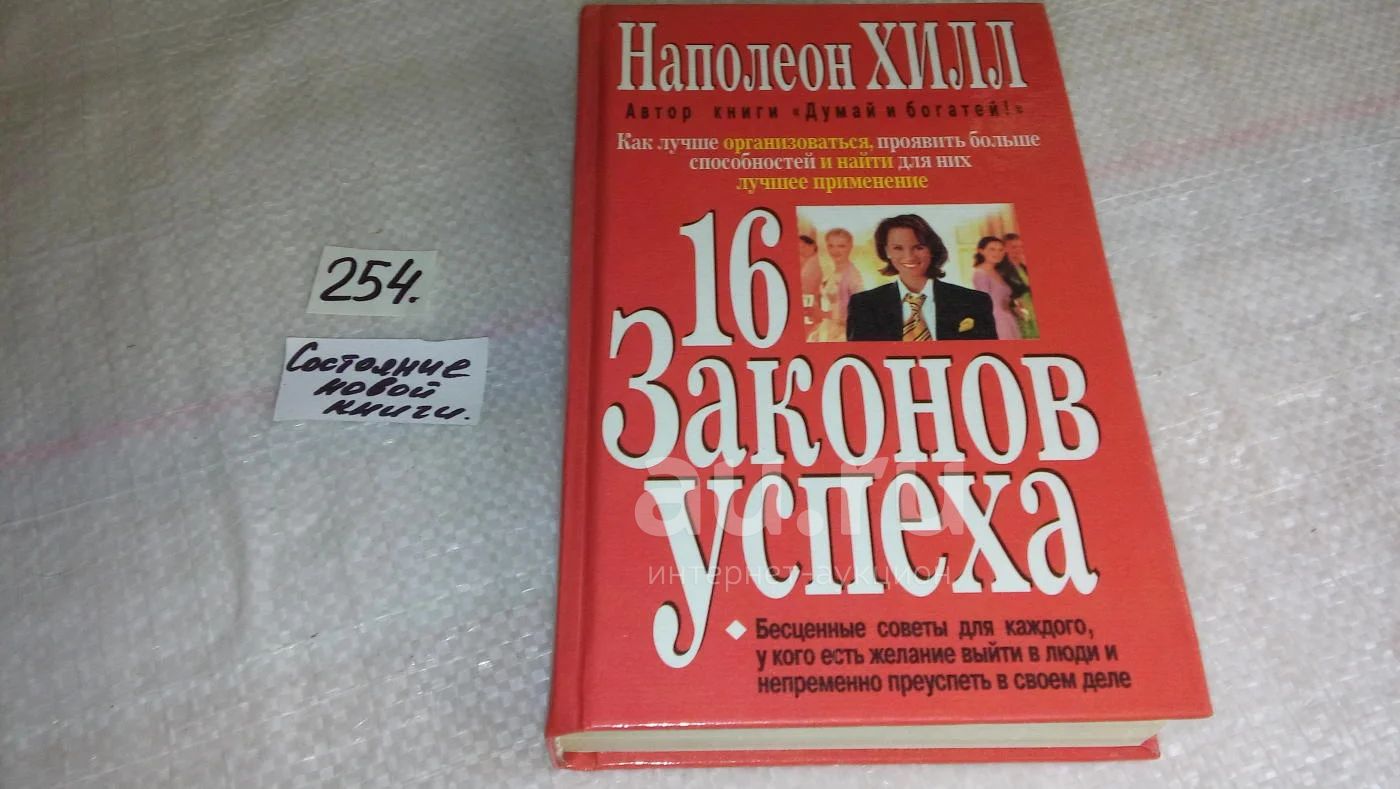 Наполеон ХИЛЛ
Автор книги «Думай и богатей!»
Как лучше организоваться, проявить больше
способностей и найти для них
лучшее применение
16
Законов
успеха
Бесценные советы для каждого,
у кого есть желание выйти в люди и
непременно преуспеть в своем деле
254.
Состояние
новой
книги.
au.ru
интернет-аукцион